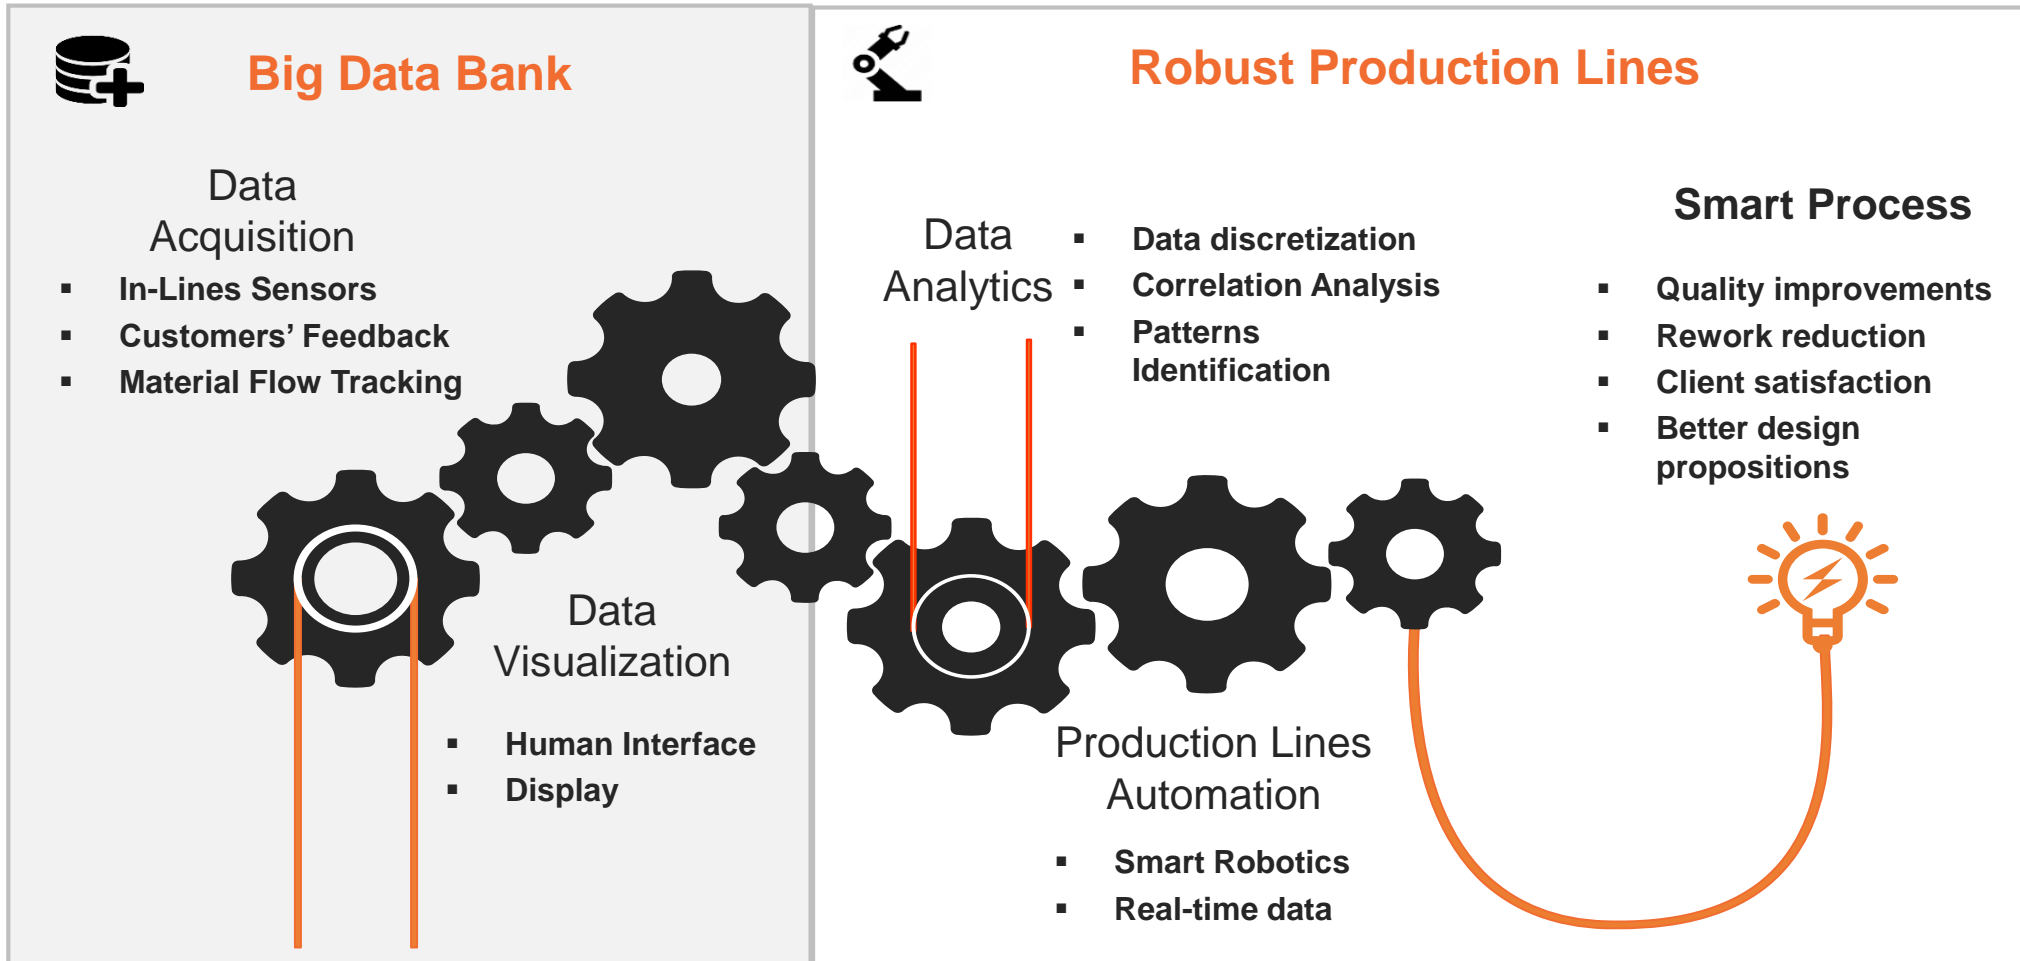 Big Data Bank
Data
Acquisition
▪ In-Lines Sensors
▪ Customers’ Feedback
▪ Material Flow Tracking
Data
Visualization
▪ Human Interface
▪ Display
Robust Production Lines
Data
Analytics
▪ Data discretization
▪ Correlation Analysis
▪ Patterns
Identification
Production Lines
Automation
▪ Smart Robotics
▪ Real-time data
Smart Process
▪ Quality improvements
▪ Rework reduction
▪ Client satisfaction
▪ Better design
propositions